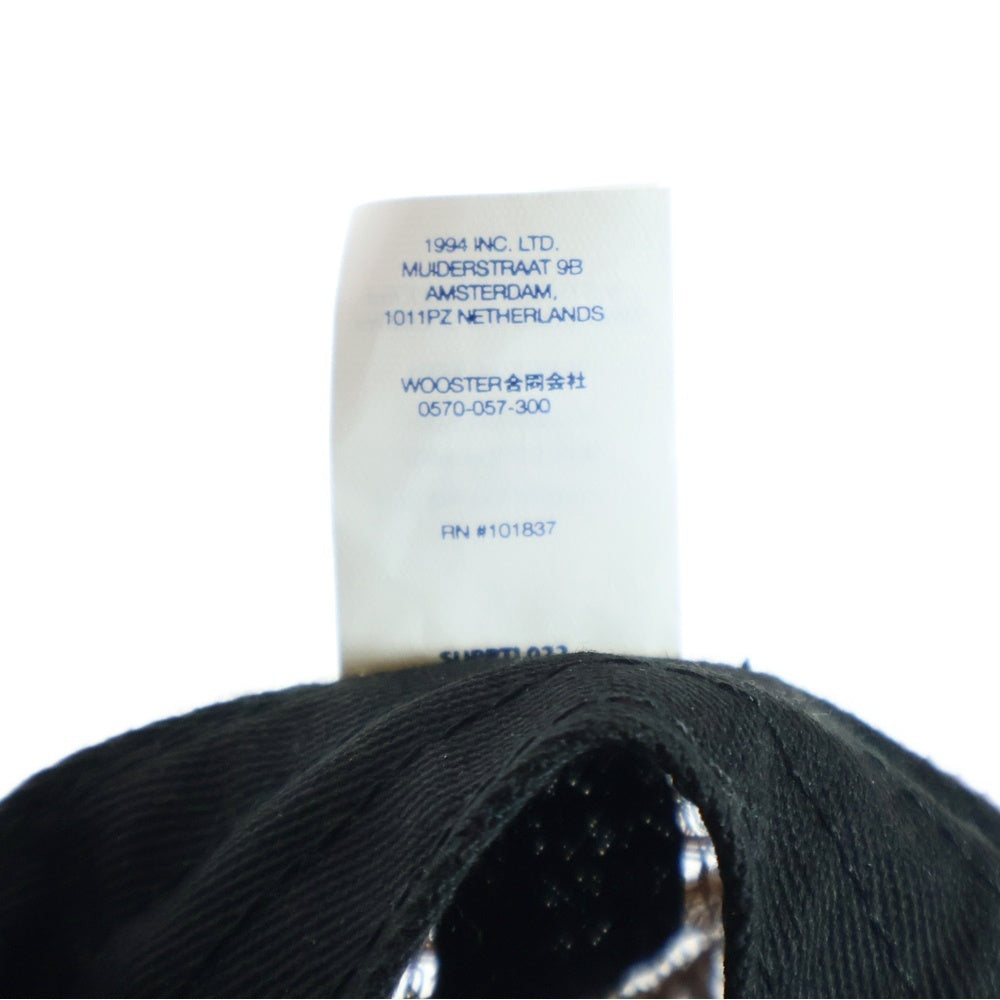 1994 INC. LTD.
MUIDERSTRAAT 9B
AMSTERDAM,
1011PZ NETHERLANDS
WOOSTER合同会社
0570-057-300
RN #101837